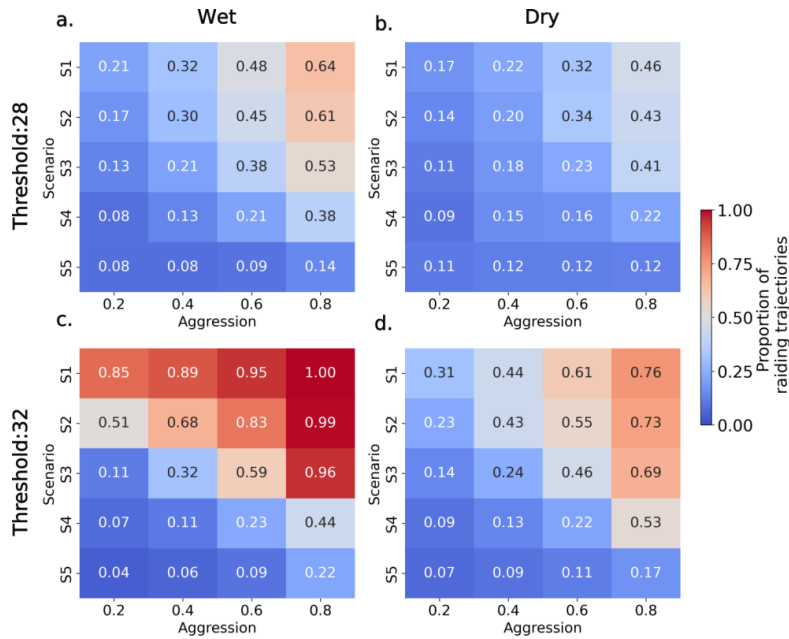 Wet
Dry
a.
b.
Threshold:28
Scenario
S1 0.21 0.32 0.48 0.64
S2 0.17 0.30 0.45 0.61
S3 0.13 0.21 0.38 0.53
S4 0.08 0.13 0.21 0.38
S5 0.08 0.08 0.09 0.14
0.2 0.4 0.6 0.8
Aggression
S1 0.17 0.22 0.32 0.46
S2 0.14 0.20 0.34 0.43
S3 0.11 0.18 0.23 0.41
S4 0.09 0.15 0.16 0.22
S5 0.11 0.12 0.12 0.12
0.2 0.4 0.6 0.8
Aggression
Scenario
c.
d.
Threshold:32
Scenario
S1 0.85 0.89 0.95 1.00
S2 0.51 0.68 0.83 0.99
S3 0.11 0.32 0.59 0.96
S4 0.07 0.11 0.23 0.44
S5 0.04 0.06 0.09 0.22
0.2 0.4 0.6 0.8
Aggression
S1 0.31 0.44 0.61 0.76
S2 0.23 0.43 0.55 0.73
S3 0.14 0.24 0.46 0.69
S4 0.09 0.13 0.22 0.53
S5 0.07 0.09 0.11 0.17
0.2 0.4 0.6 0.8
Aggression
Scenario
1.00
0.75
0.50
0.25
0.00
Proportion of
raiding trajectories